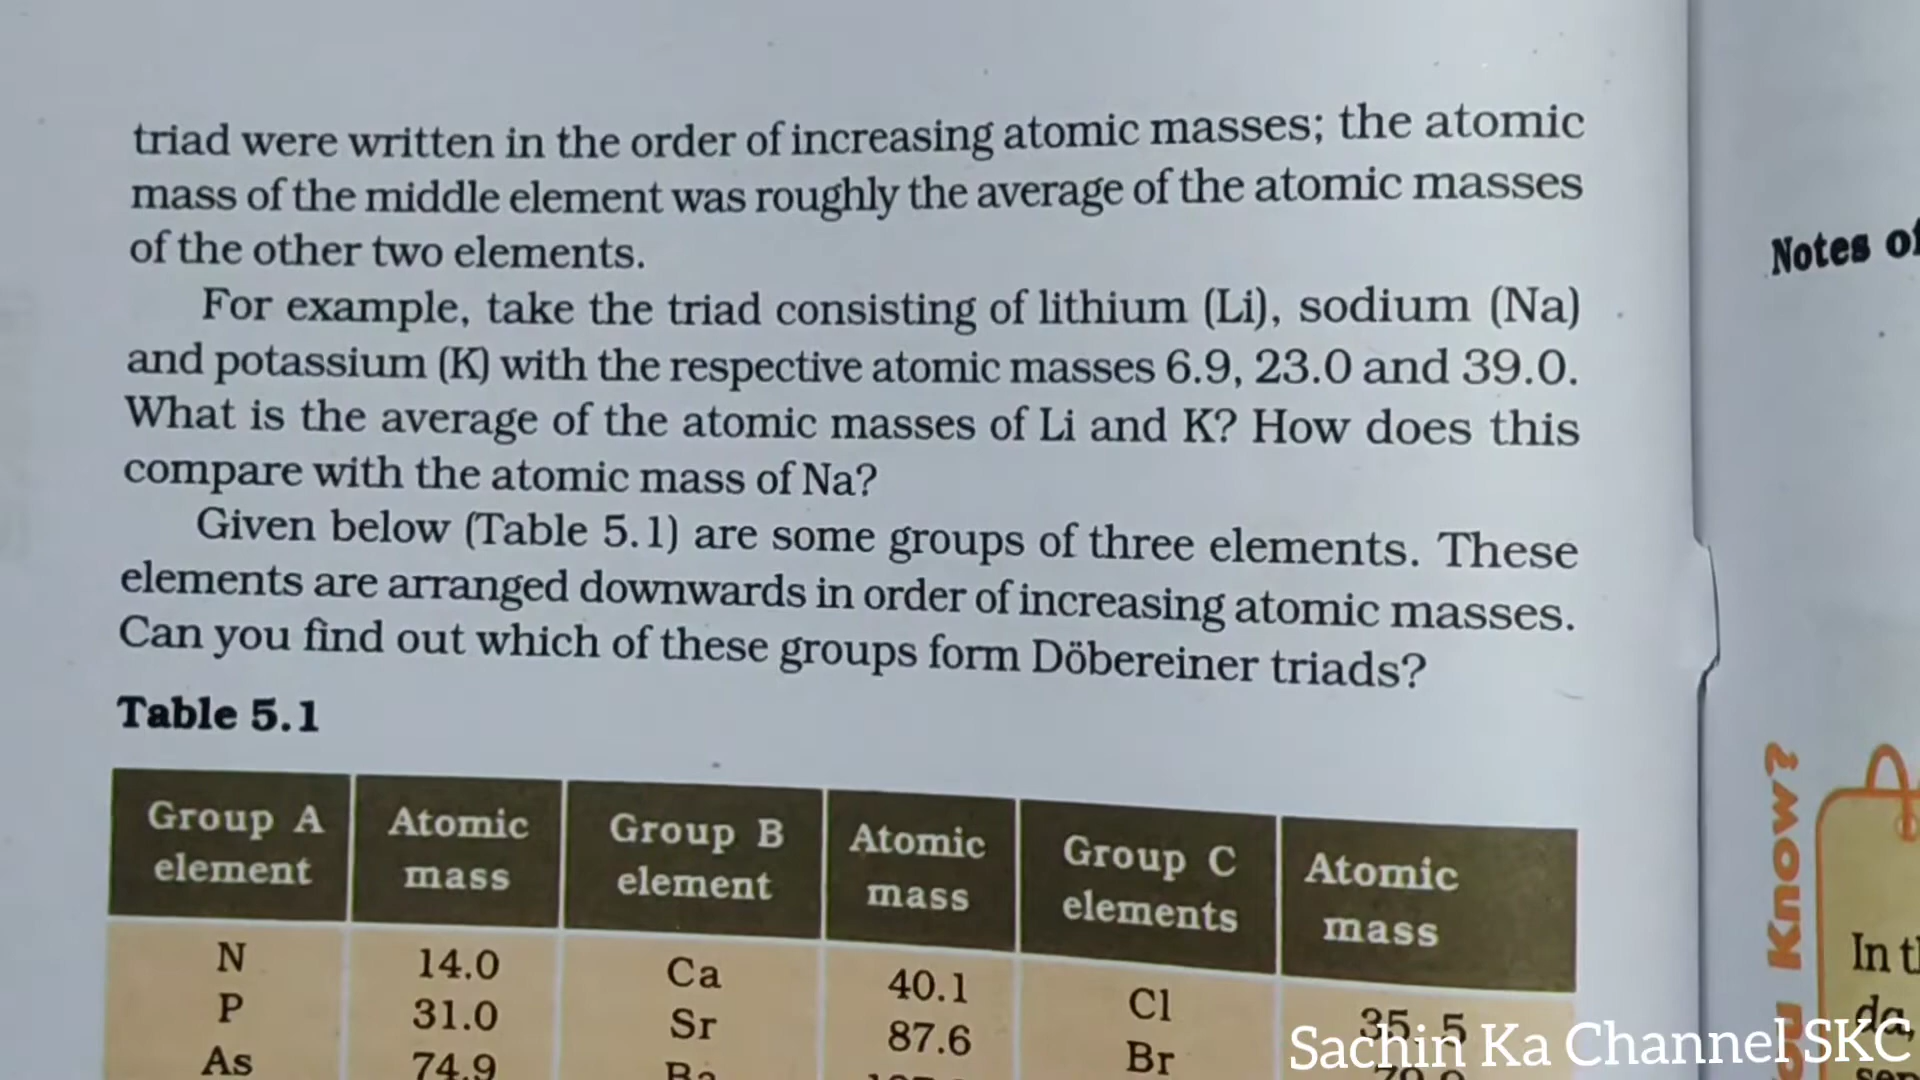 triad were written in the order of increasing atomic masses; the atomic
mass of the middle element was roughly the average of the atomic masses
of the other two elements.
For example, take the triad consisting of lithium (Li), sodium (Na)
and potassium (K) with the respective atomic masses 6.9, 23.0 and 39.0.
What is the average of the atomic masses of Li and K? How does this
compare with the atomic mass of Na?
Given below (Table 5.1) are some groups of three elements. These
elements are arranged downwards in order of increasing atomic masses.
Can you find out which of these groups form Döbereiner triads?
Table 5.1
Group A Atomic Group B Atomic Group C Atomic
element mass element mass elements mass
N 14.0 Ca 40.1 Cl 35.5
P 31.0 Sr 87.6 Br
As 74.9
Notes
Know?
In
Sachin Ka Channel SKC